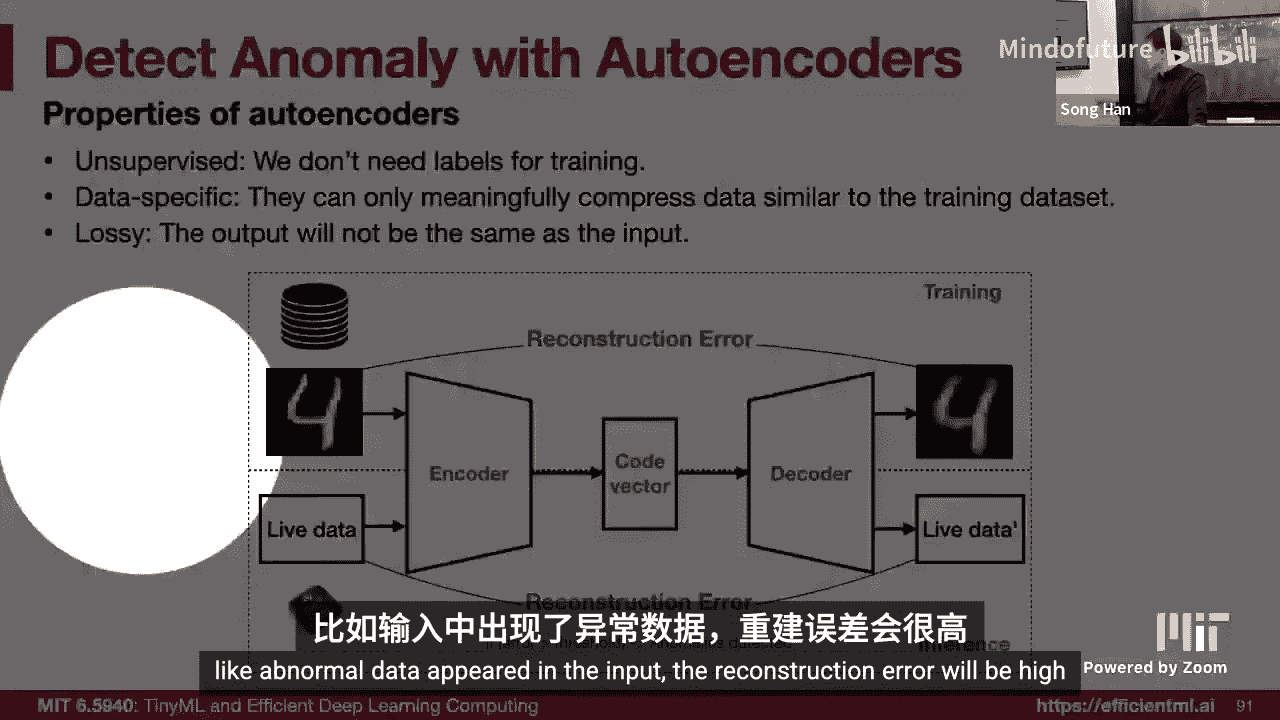 Detect Anomaly with Autoencoders
Mindofuture bilibili
Song Han
Properties of autoencoders
• Unsupervised: We don't need labels for training.
• Data-specific: They can only meaningfully compress data similar to the training dataset.
• Lossy: The output will not be the same as the input.
Training
Reconstruction Error
4
4
Encoder
Code
vector
Decoder
Live data
Live data'
Reconstruction Error
比如输入中出现了异常数据，重建误差会很高
like abnormal data appeared in the input, the reconstruction error will be high
Inference
MIT
Powered by Zoom
MIT 6.5940: TinyML and Efficient Deep Learning Computing
https://efficientml.ai
91